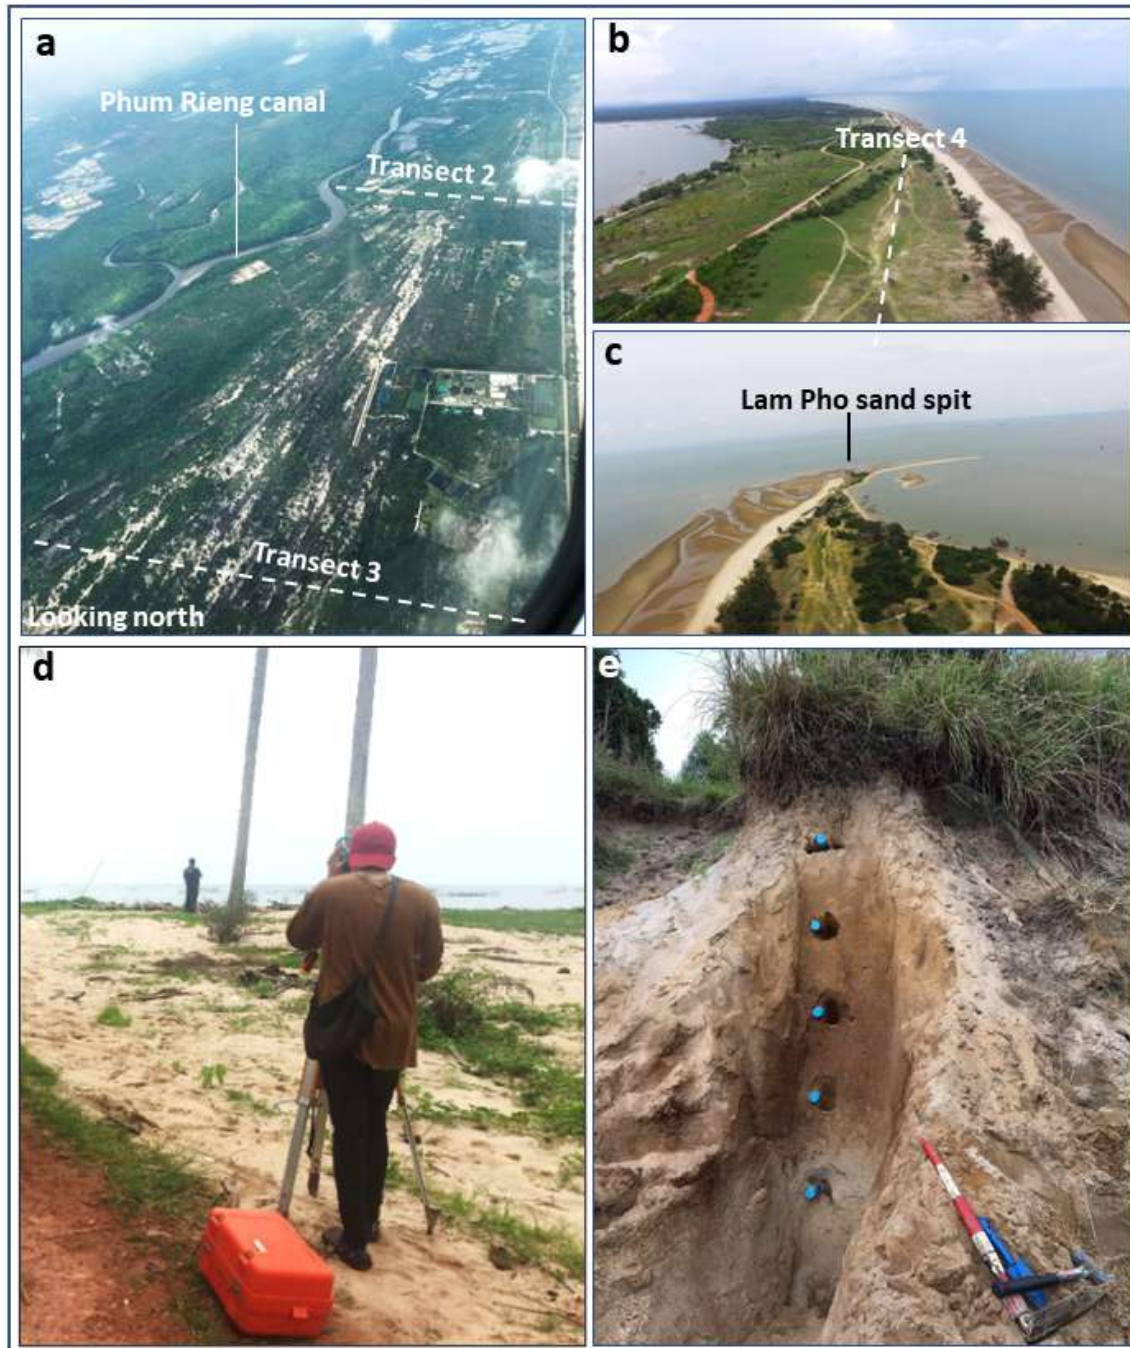 a
Phum Rieng canal
Transect 2
Transect 3
Looking north
b
Transect 4
c
Lam Pho sand spit
d
e